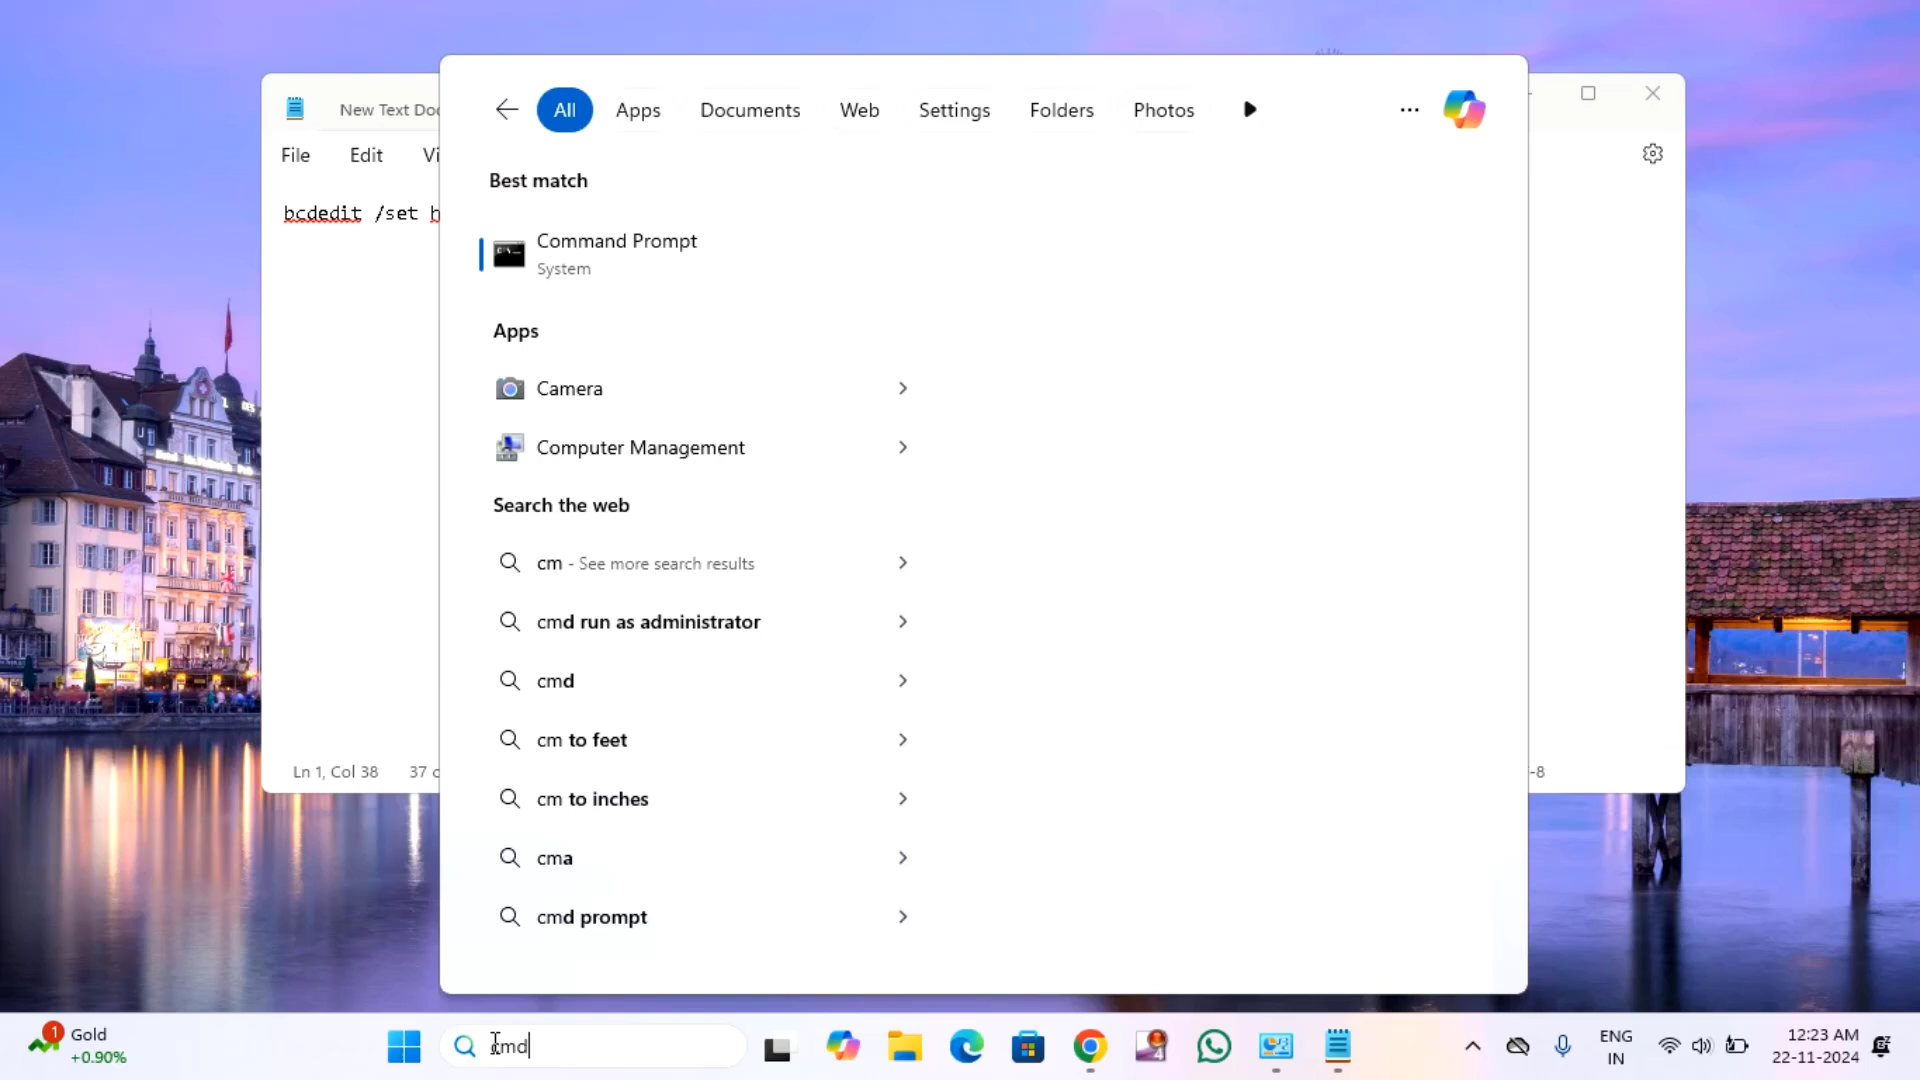 New Text Doc
File Edit Vi
bcdedit /set h
Ln 1, Col 38 37 c
-8
All Apps Documents Web Settings Folders Photos
Best match
Command Prompt
System
Apps
Camera
Computer Management
Search the web
cm - See more search results
cmd run as administrator
cmd
cm to feet
cm to inches
cma
cmd prompt
1
Gold
+0.90%
cmd
4
ENG
IN
12:23 AM
22-11-2024